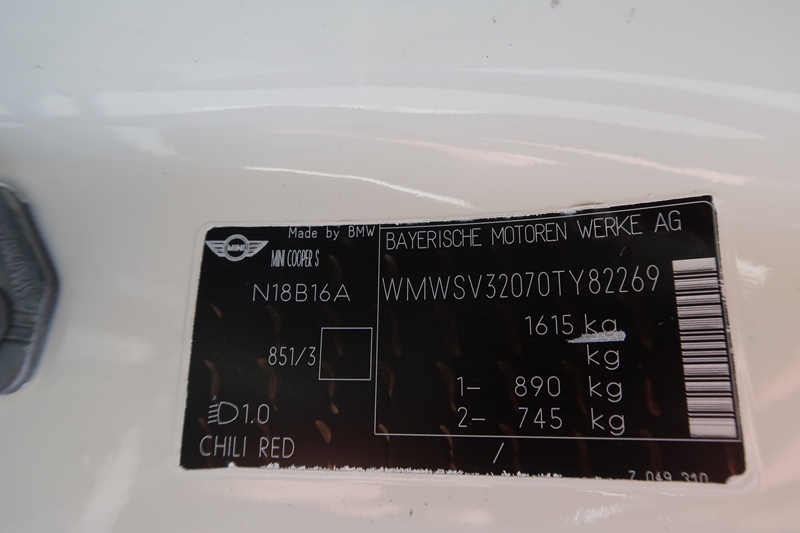 Made by BMW
MINI
MINI COOPER S
N18B16A
851/3
1.0
CHILI RED
BAYERISCHE MOTOREN WERKE AG
WMWSV32070TY82269
1615 kg
kg
1- 890 kg
2- 745 kg
/
7 049 310